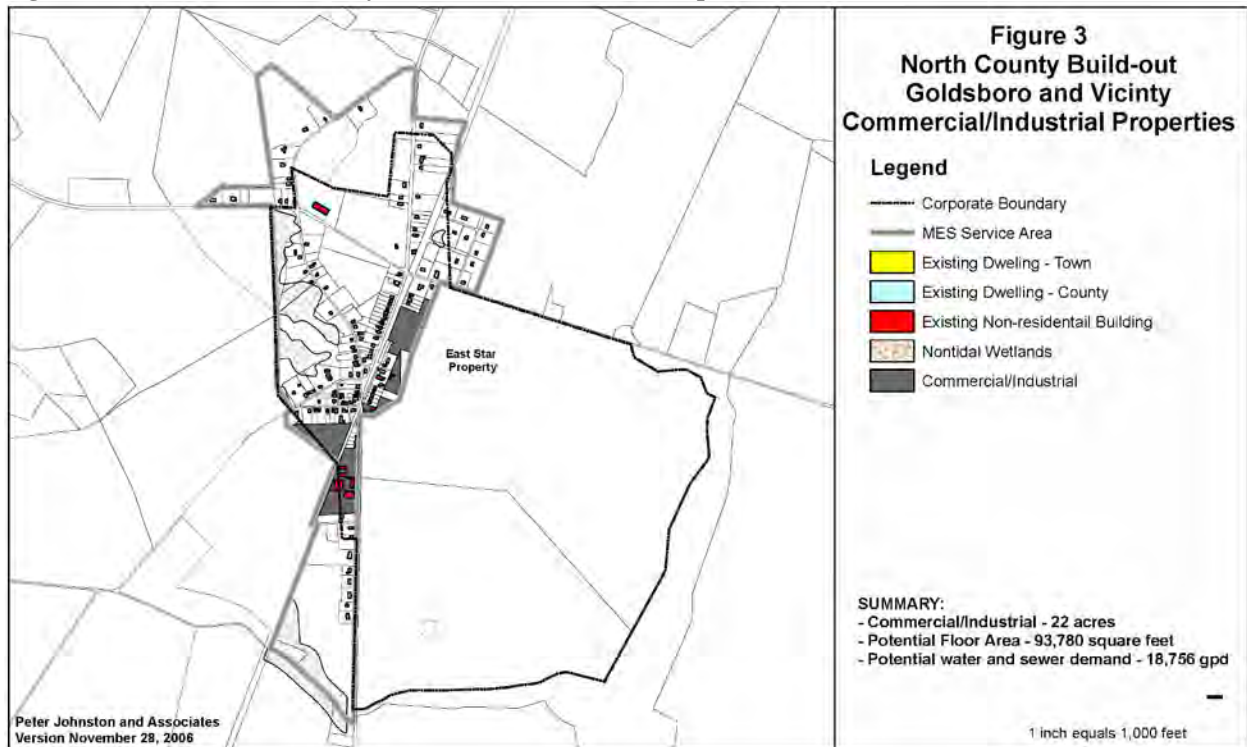 Figure 3
North County Build-out
Goldsboro and Vicinty
Commercial/Industrial Properties
Legend
Corporate Boundary
MES Service Area
Existing Dweling - Town
Existing Dwelling - County
Existing Non-residentail Building
Nontidal Wetlands
Commercial/Industrial
East Star
Property
SUMMARY:
- Commercial/Industrial - 22 acres
- Potential Floor Area - 93,780 square feet
- Potential water and sewer demand - 18,756 gpd
1 inch equals 1,000 feet
Peter Johnston and Associates
Version November 28, 2006